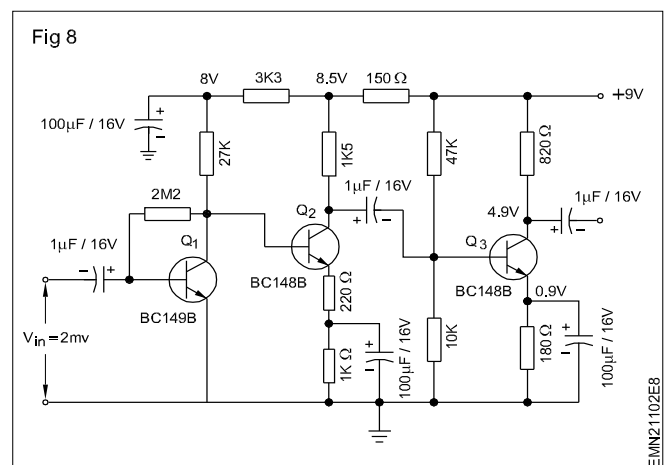 Fig 8
8V
3K3
8.5V
150 Ω
+9V
100µF / 16V
27K
1K5
47K
820 Ω
2M2
1µF / 16V
1µF / 16V
4.9V
Q2
1µF / 16V
Q1
Q3
BC148B
BC148B
BC149B
220 Ω
0.9V
Vin = 2mv
1K Ω
100µF / 16V
10K
180 Ω
100µF / 16V
EMN21102E8